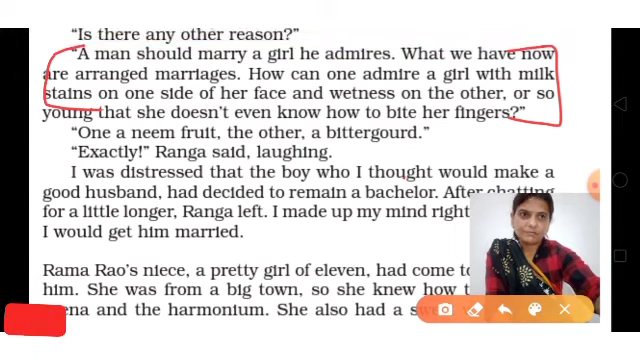 "Is there any other reason?"
"A man should marry a girl he admires. What we have now
are arranged marriages. How can one admire a girl with milk
stains on one side of her face and wetness on the other, or so
young that she doesn't even know how to bite her fingers?"
"One a neem fruit, the other, a bittergourd."
"Exactly!" Ranga said, laughing.
I was distressed that the boy who I thought would make a
good husband, had decided to remain a bachelor. After chatting
for a little longer, Ranga left. I made up my mind right
I would get him married.
Rama Rao's niece, a pretty girl of eleven, had come to
him. She was from a big town, so she knew how
and the harmonium. She also had a